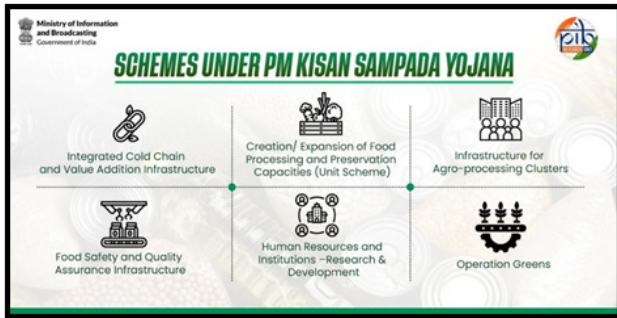 Ministry of Information
and Broadcasting
Government of India
pib
SCHEMES UNDER PM KISAN SAMPADA YOJANA
Integrated Cold Chain
and Value Addition Infrastructure
Creation/ Expansion of Food
Processing and Preservation
Capacities (Unit Scheme)
Infrastructure for
Agro-processing Clusters
Food Safety and Quality
Assurance Infrastructure
Human Resources and
Institutions –Research &
Development
Operation Greens